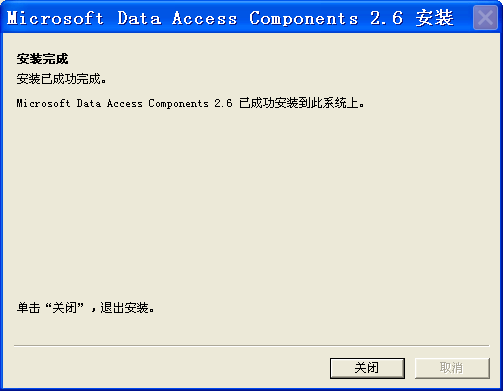 Microsoft Data Access Components 2.6 安装
安装完成
安装已成功完成。
Microsoft Data Access Components 2.6 已成功安装到此系统上。
单击“关闭”，退出安装。
关闭
取消